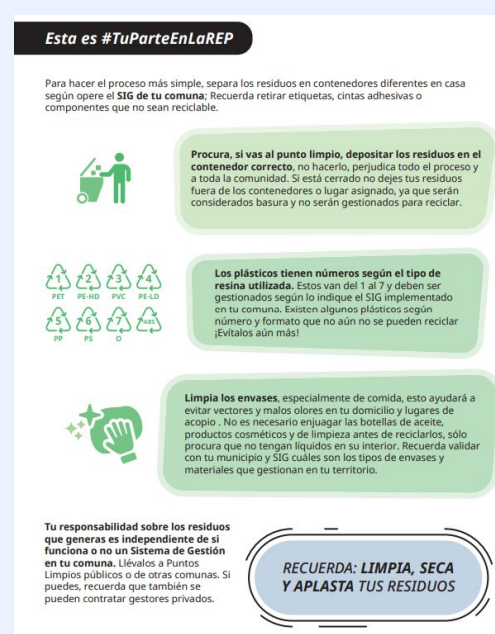 Esta es #TuParteEnLaREP
Para hacer el proceso más simple, separa los residuos en contenedores diferentes en casa
según opere el SIG de tu comuna; Recuerda retirar etiquetas, cintas adhesivas o
componentes que no sean reciclable.
Procura, si vas al punto limpio, depositar los residuos en el
contenedor correcto, no hacerlo, perjudica todo el proceso y
a toda la comunidad. Si está cerrado no dejes tus residuos
fuera de los contenedores o lugar asignado, ya que serán
considerados basura y no serán gestionados para reciclar.
1 2 3 4
PET PE-HD PVC PE-LD
5 6 7 ABS
PP PS O
Los plásticos tienen números según el tipo de
resina utilizada. Estos van del 1 al 7 y deben ser
gestionados según lo indique el SIG implementado
en tu comuna. Existen algunos plásticos según
número y formato que no aún no se pueden reciclar
¡Evítalos aún más!
Limpia los envases, especialmente de comida, esto ayudará a
evitar vectores y malos olores en tu domicilio y lugares de
acopio . No es necesario enjuagar las botellas de aceite,
productos cosméticos y de limpieza antes de reciclarlos, sólo
procura que no tengan líquidos en su interior. Recuerda validar
con tu municipio y SIG cuáles son los tipos de envases y
materiales que gestionan en tu territorio.
Tu responsabilidad sobre los residuos
que generas es independiente de si
funciona o no un Sistema de Gestión
en tu comuna. Llévalos a Puntos
Limpios públicos o de otras comunas. Si
puedes, recuerda que también se
pueden contratar gestores privados.
RECUERDA: LIMPIA, SECA
Y APLASTA TUS RESIDUOS